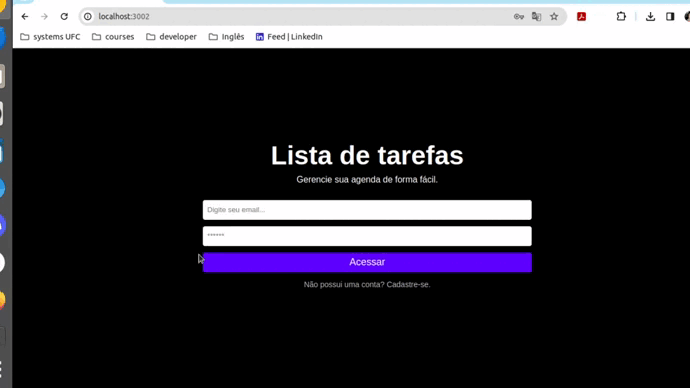 localhost:3002
systems UFC
courses
developer
Inglês
Feed | LinkedIn
Lista de tarefas
Gerencie sua agenda de forma fácil.
Digite seu email...
******
Acessar
Não possui uma conta? Cadastre-se.